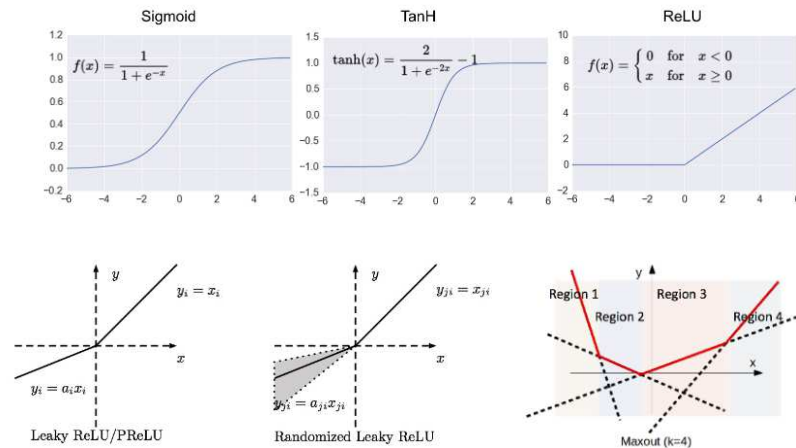 Sigmoid
1.2
1.0
0.8
0.6
0.4
0.2
0.0
−0.2
f(x) = 1 / (1 + e^{-x})
−6 −4 −2 0 2 4 6
TanH
1.5
1.0
0.5
0.0
−0.5
−1.0
−1.5
tanh(x) = 2 / (1 + e^{-2x}) − 1
−6 −4 −2 0 2 4 6
ReLU
10
8
6
4
2
0
−2
f(x) = { 0 for x < 0
x for x ≥ 0
−6 −4 −2 0 2 4 6
y
y_i = x_i
x
y_i = a_i x_i
Leaky ReLU/PReLU
y
y_{ji} = x_{ji}
x
y_{ji} = a_{ji} x_{ji}
Randomized Leaky ReLU
y
Region 1
Region 3
Region 2
Region 4
x
Maxout (k=4)